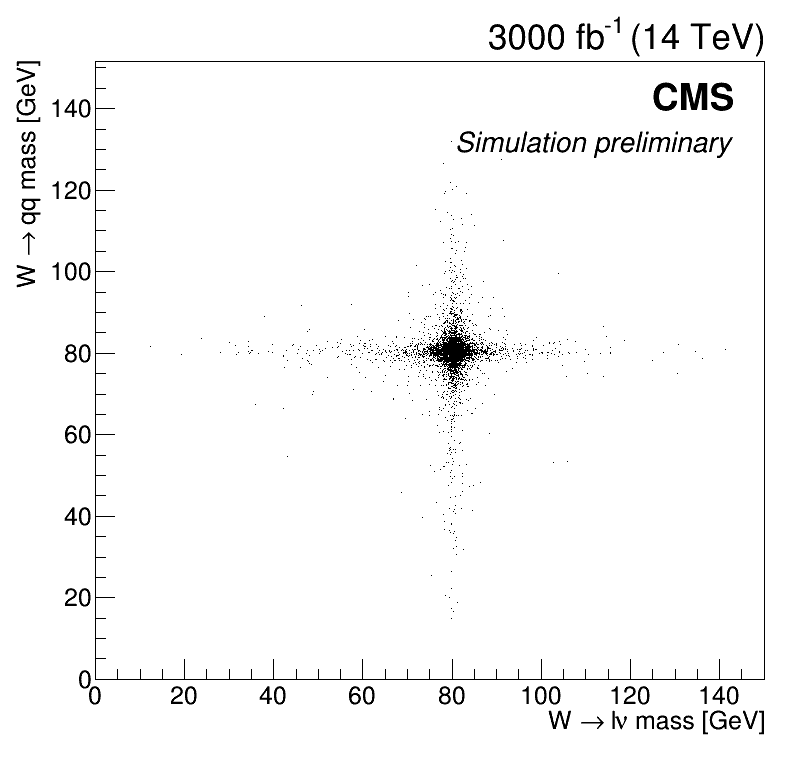 3000 fb⁻¹ (14 TeV)
CMS
Simulation preliminary
W → qq mass [GeV]
140
120
100
80
60
40
20
0
0 20 40 60 80 100 120 140
W → lν mass [GeV]